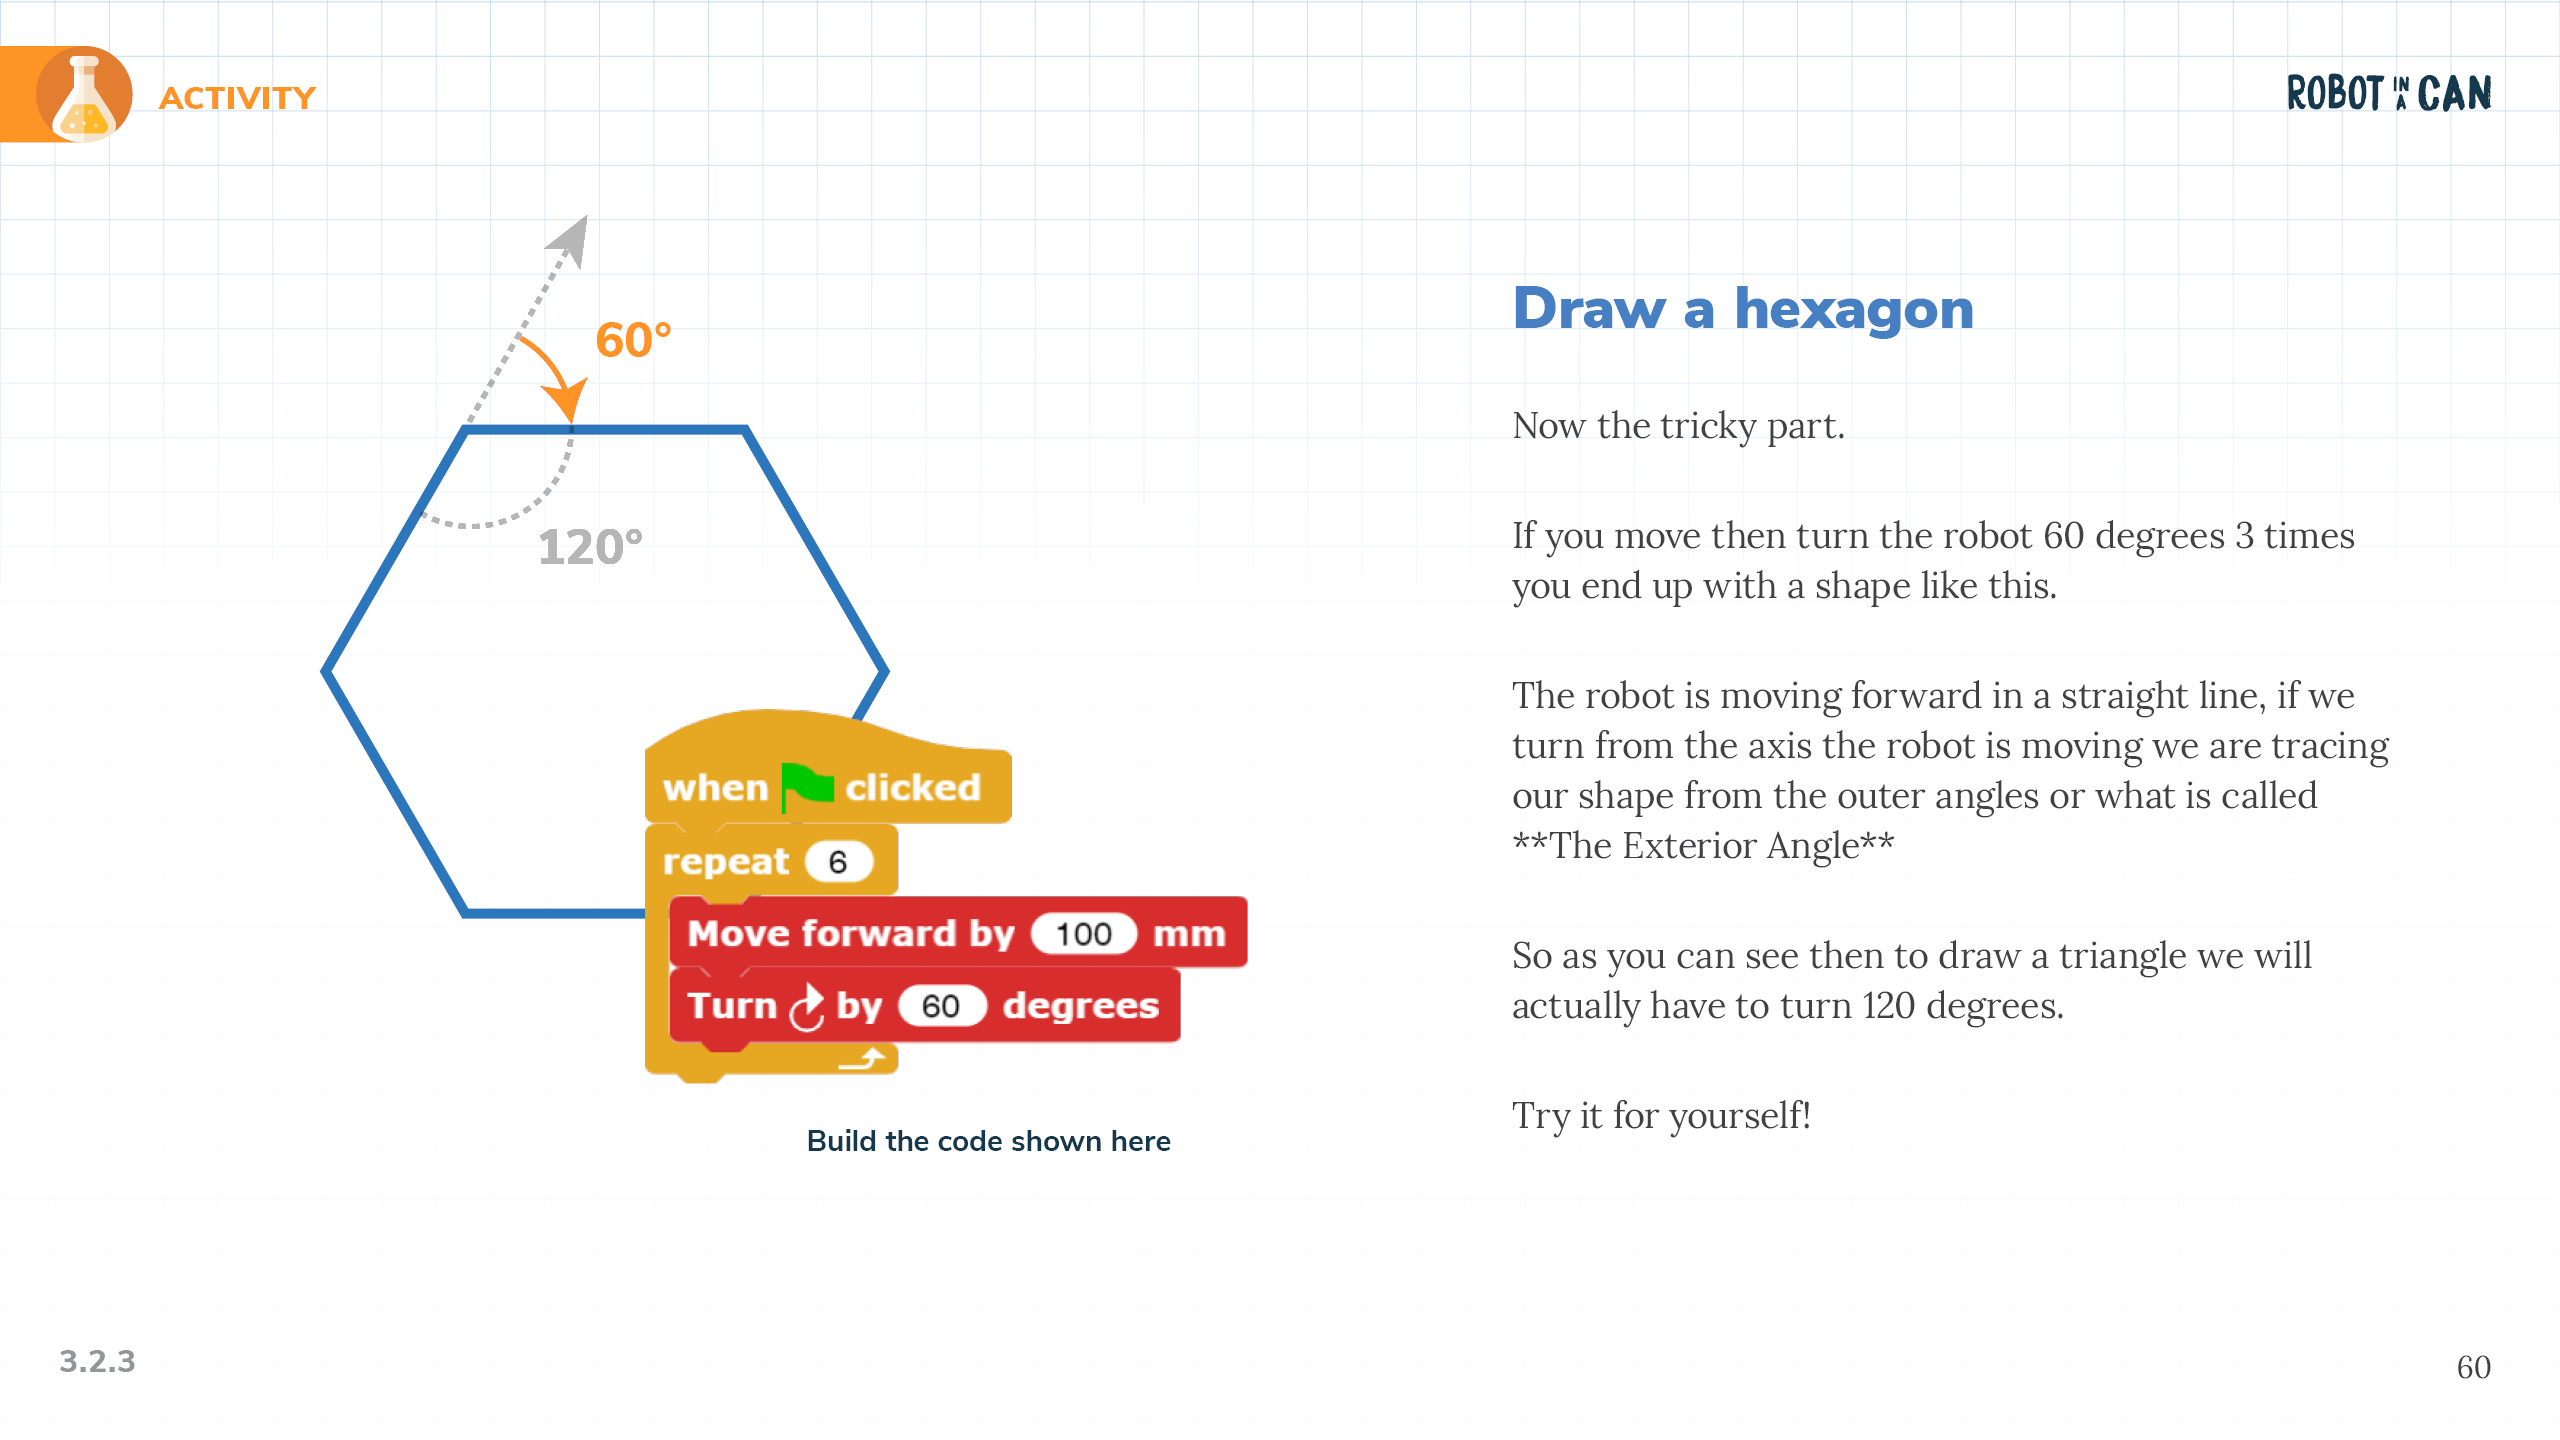 ACTIVITY
ROBOT IN A CAN
60°
120°
when clicked
repeat 6
Move forward by 100 mm
Turn by 60 degrees
Build the code shown here
Draw a hexagon
Now the tricky part.
If you move then turn the robot 60 degrees 3 times
you end up with a shape like this.
The robot is moving forward in a straight line, if we
turn from the axis the robot is moving we are tracing
our shape from the outer angles or what is called
**The Exterior Angle**
So as you can see then to draw a triangle we will
actually have to turn 120 degrees.
Try it for yourself!
3.2.3
60